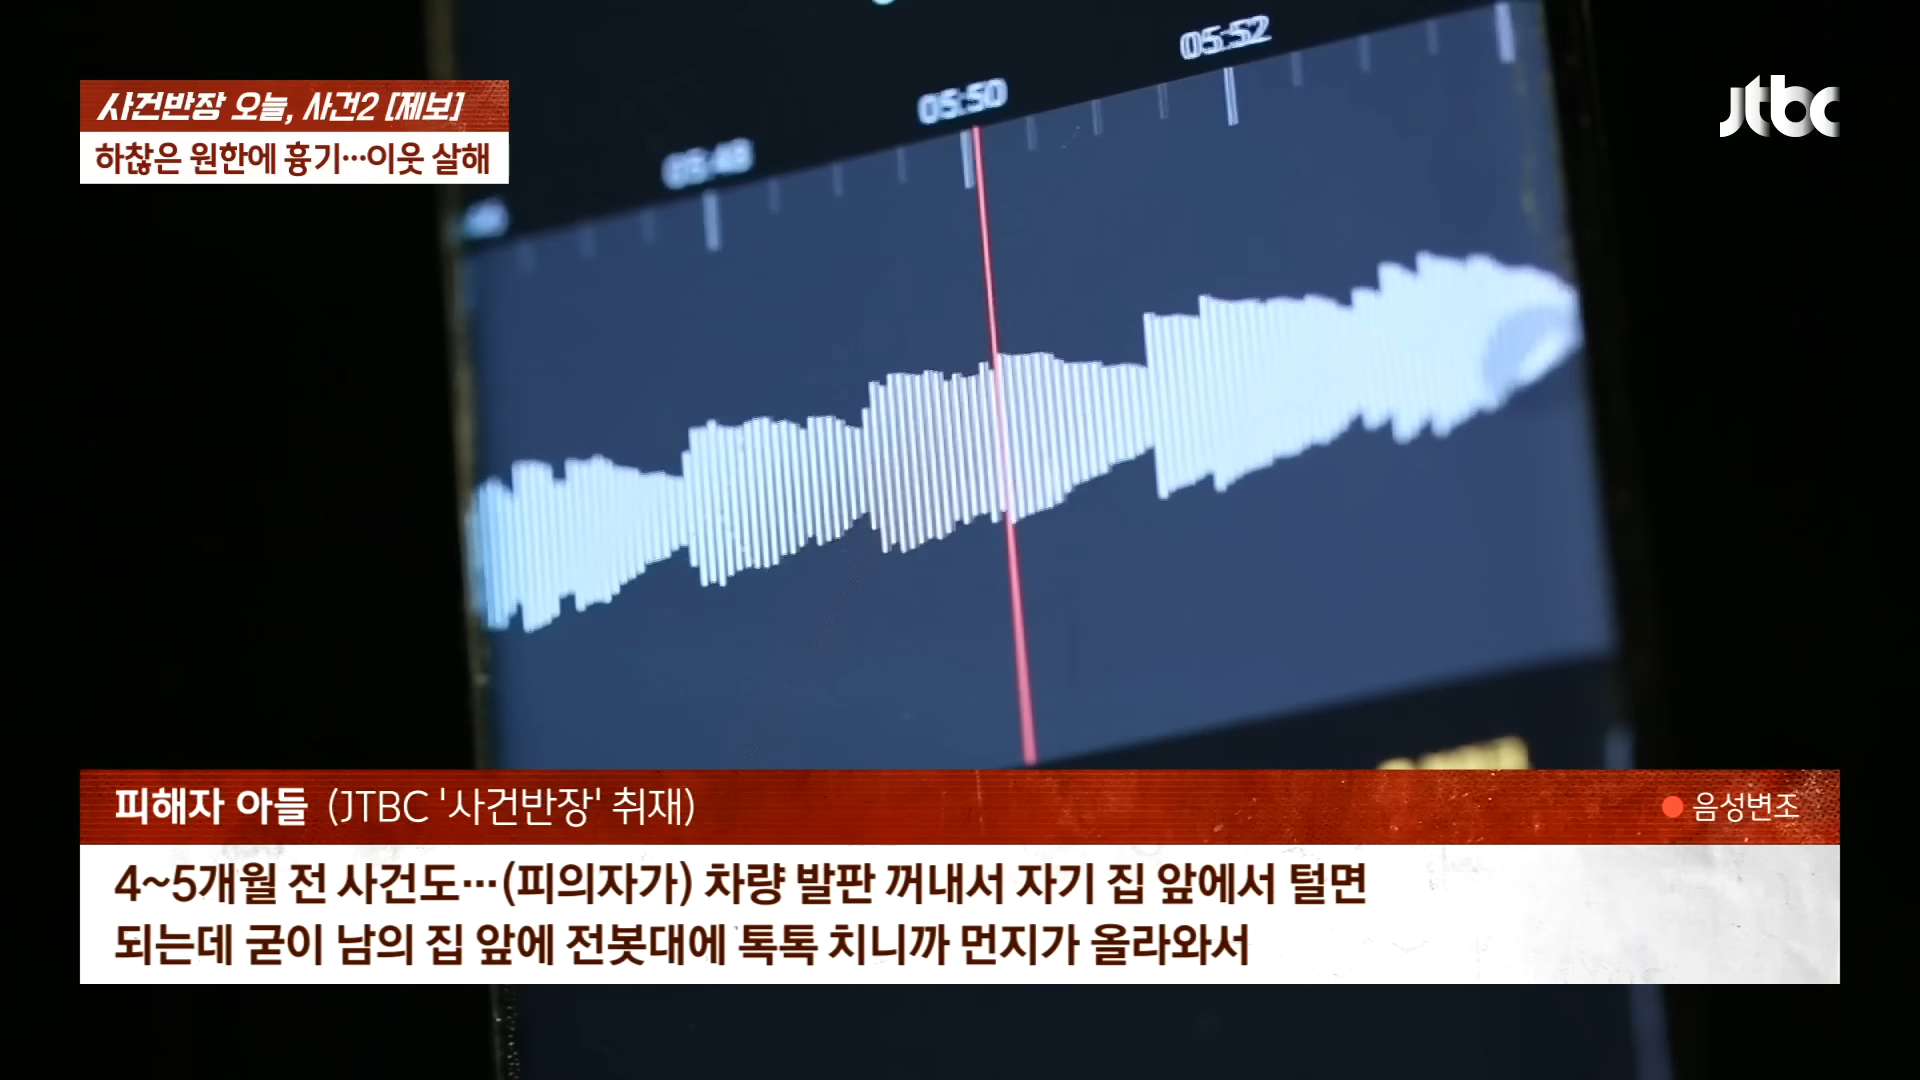 사건반장 오늘, 사건2 [제보]
하찮은 원한에 흉기…이웃 살해
jtbc
05:48
05:50
05:52
피해자 아들 (JTBC '사건반장' 취재)
음성변조
4~5개월 전 사건도…(피의자가) 차량 발판 꺼내서 자기 집 앞에서 털면
되는데 굳이 남의 집 앞에 전봇대에 톡톡 치니까 먼지가 올라와서